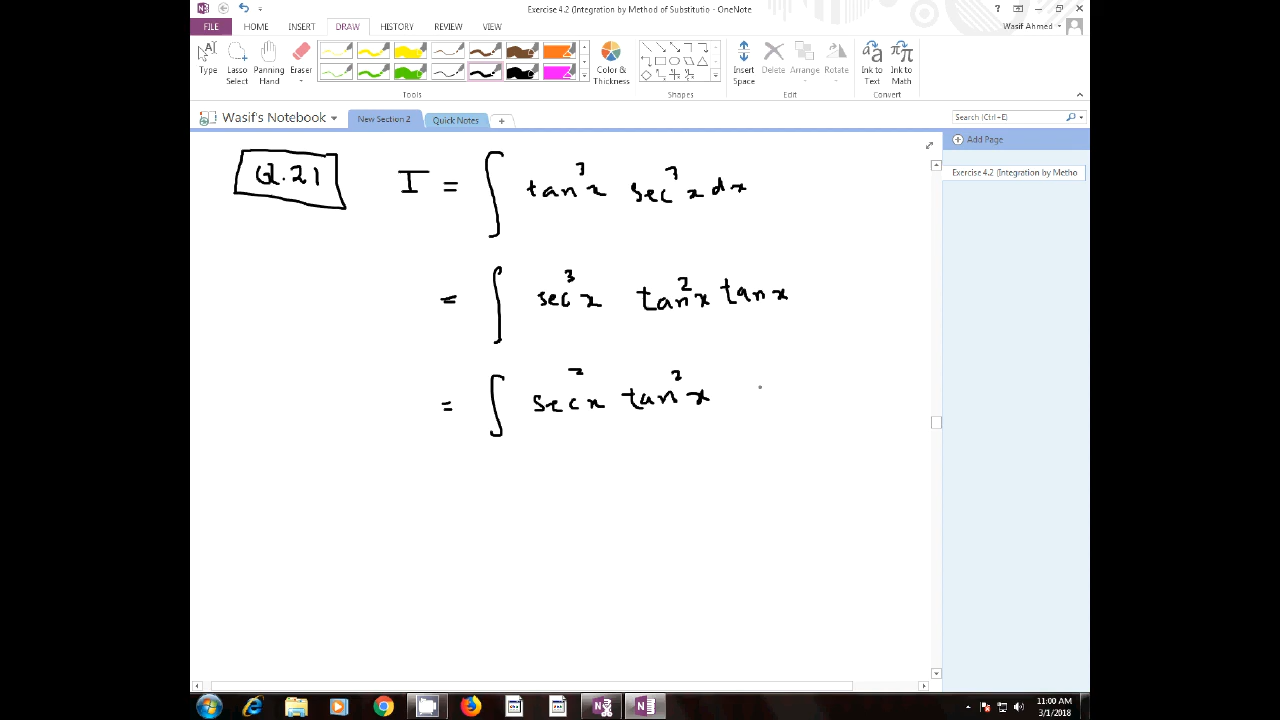 Exercise 4.2 (Integration by Method of Substitutio - OneNote
Wasif Ahmed
FILE HOME INSERT DRAW HISTORY REVIEW VIEW
Type Lasso Select Panning Hand Eraser Color & Thickness Insert Space Delete Arrange Rotate Ink to Text Ink to Math
Tools Shapes Edit Convert
Wasif's Notebook New Section 2 Quick Notes Search (Ctrl+E)
Add Page
Exercise 4.2 (Integration by Metho
Q.21 I = ∫ tan³x sec³x dx
= ∫ sec³x tan²x tan x
= ∫ sec²x tan²x
11:00 AM
3/1/2018